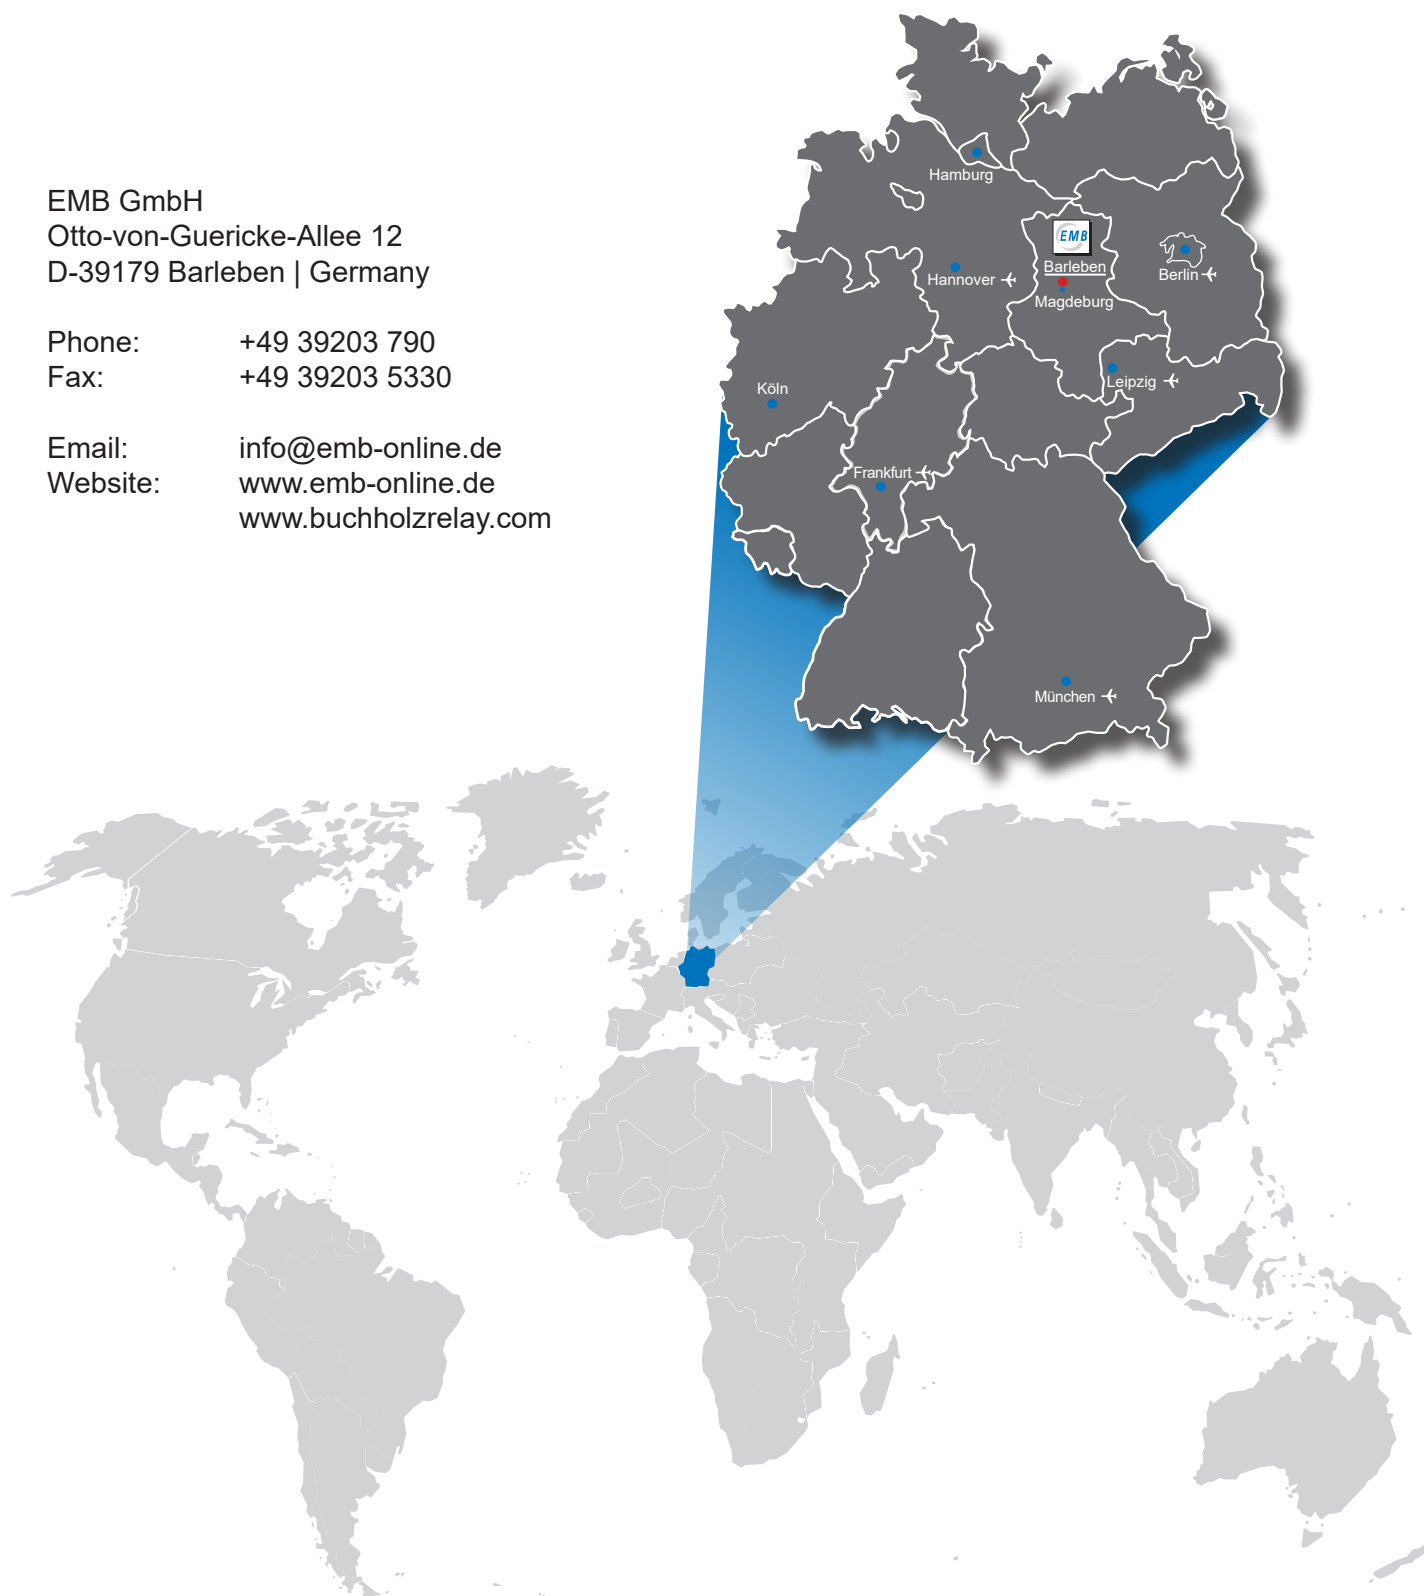 EMB GmbH
Otto-von-Guericke-Allee 12
D-39179 Barleben | Germany
Phone: +49 39203 790
Fax: +49 39203 5330
Email: info@emb-online.de
Website: www.emb-online.de
www.buchholzrelay.com
Hamburg
EMB
Barleben
Hannover
Berlin
Magdeburg
Leipzig
Köln
Frankfurt
München